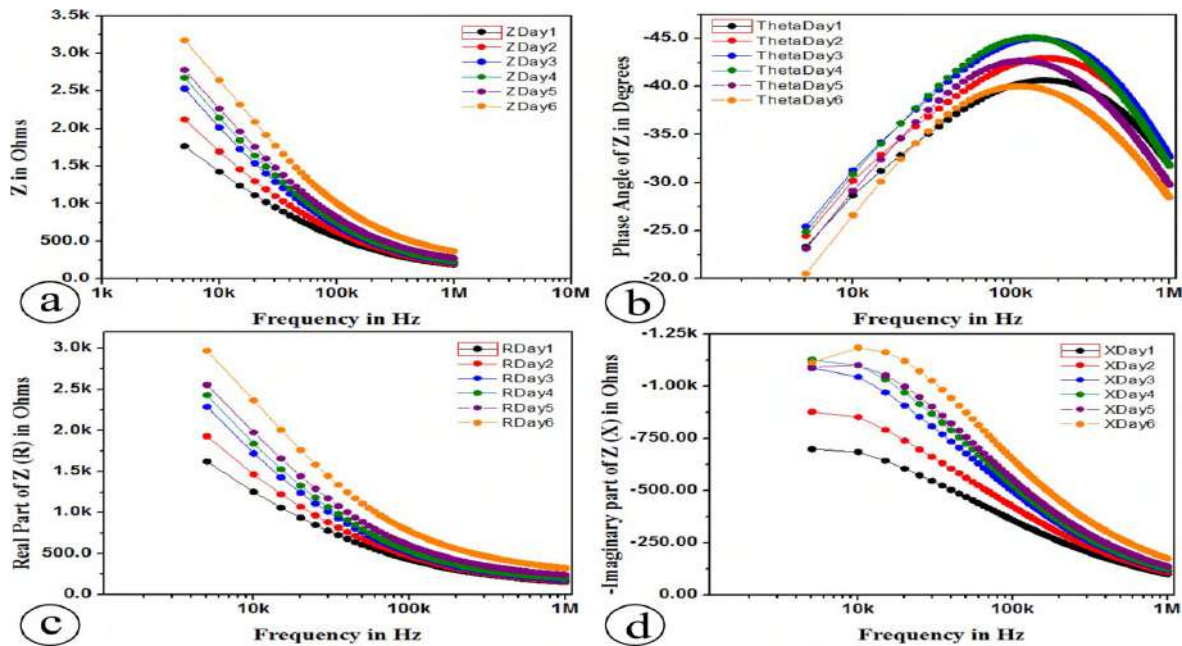 3.5k
3.0k
2.5k
2.0k
1.5k
1.0k
500.0
0.0
Z in Ohms
ZDay1
ZDay2
ZDay3
ZDay4
ZDay5
ZDay6
1k
10k
100k
1M
10M
Frequency in Hz
a
-45.0
-40.0
-35.0
-30.0
-25.0
-20.0
Phase Angle of Z in Degrees
ThetaDay1
ThetaDay2
ThetaDay3
ThetaDay4
ThetaDay5
ThetaDay6
10k
100k
1M
Frequency in Hz
b
3.0k
2.5k
2.0k
1.5k
1.0k
500.0
0.0
Real Part of Z (R) in Ohms
RDay1
RDay2
RDay3
RDay4
RDay5
RDay6
10k
100k
1M
Frequency in Hz
c
-1.25k
-1.00k
-750.00
-500.00
-250.00
0.00
-Imaginary part of Z (X) in Ohms
XDay1
XDay2
XDay3
XDay4
XDay5
XDay6
10k
100k
1M
Frequency in Hz
d